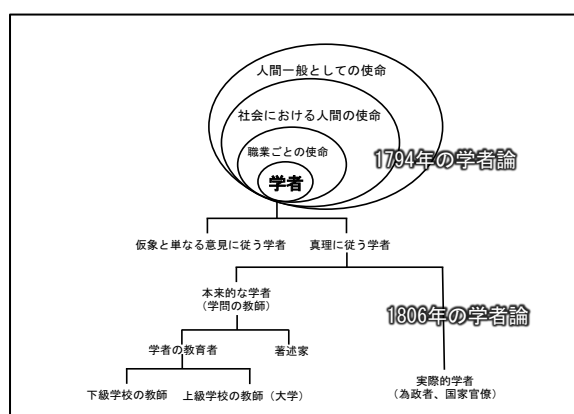 人間一般としての使命
社会における人間の使命
職業ごとの使命
1794年の学者論
学者
仮象と単なる意見に従う学者
真理に従う学者
本来的な学者
（学問の教師）
1806年の学者論
学者の教育者
著述家
下級学校の教師
上級学校の教師（大学）
実際的学者
（為政者、国家官僚）